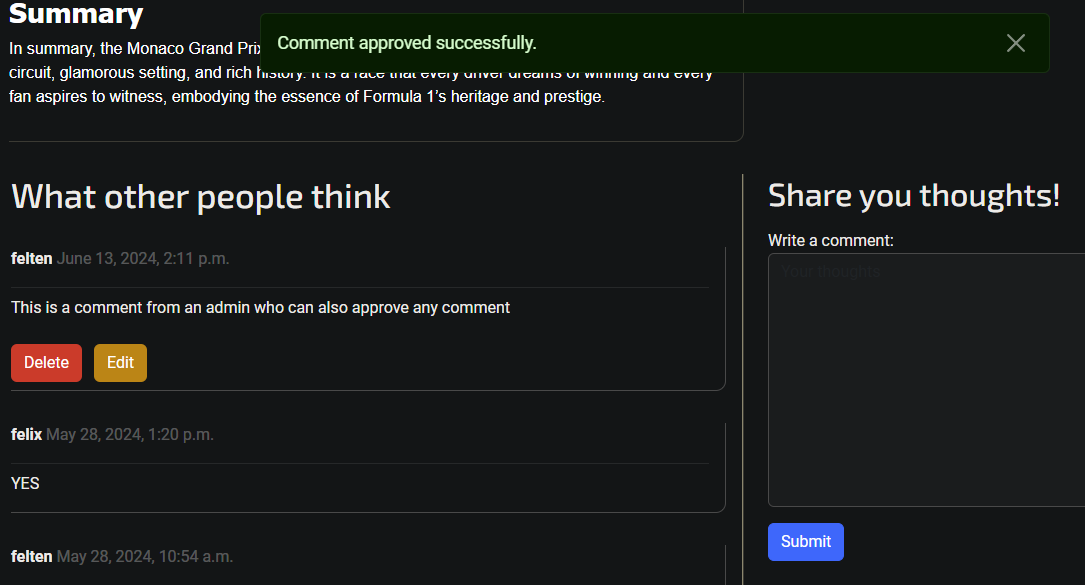 Summary
Comment approved successfully.
In summary, the Monaco Grand Prix
circuit, glamorous setting, and rich history. It is a race that every driver dreams of winning and every
fan aspires to witness, embodying the essence of Formula 1's heritage and prestige.
What other people think
felten June 13, 2024, 2:11 p.m.
This is a comment from an admin who can also approve any comment
Delete Edit
felix May 28, 2024, 1:20 p.m.
YES
felten May 28, 2024, 10:54 a.m.
Share you thoughts!
Write a comment:
Your thoughts
Submit